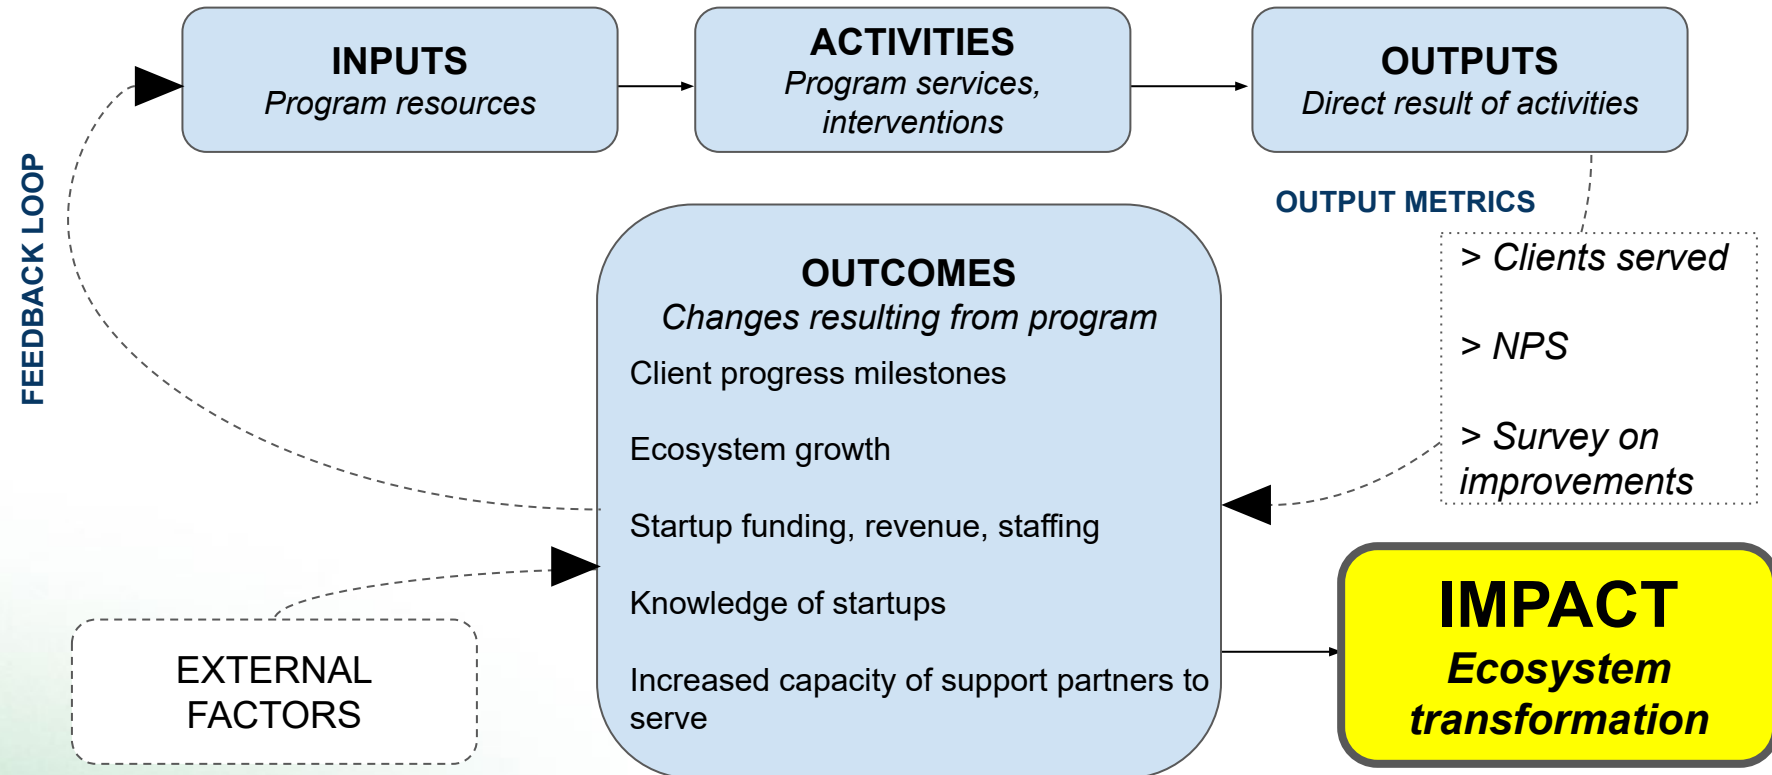 INPUTS
Program resources
ACTIVITIES
Program services,
interventions
OUTPUTS
Direct result of activities
FEEDBACK LOOP
OUTPUT METRICS
> Clients served
> NPS
> Survey on
improvements
OUTCOMES
Changes resulting from program
Client progress milestones
Ecosystem growth
Startup funding, revenue, staffing
Knowledge of startups
Increased capacity of support partners to
serve
EXTERNAL
FACTORS
IMPACT
Ecosystem
transformation